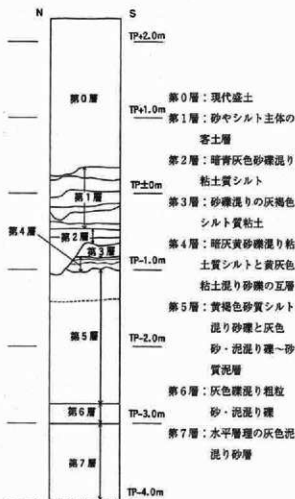 N S
TP+2.0m
第0層
TP+1.0m
TP±0m
第1層
第4層
第2層
第3層
TP-1.0m
第5層
TP-2.0m
第6層
TP-3.0m
第7層
TP-4.0m
第0層：現代盛土
第1層：砂やシルト主体の
客土層
第2層：暗青灰色砂礫混り
粘土質シルト
第3層：砂礫混りの灰褐色
シルト質粘土
第4層：暗灰黄砂礫混り粘
土質シルトと黄灰色
粘土混り砂礫の互層
第5層：黄褐色砂質シルト
混り砂礫と灰色
砂・泥混り礫～砂
質泥層
第6層：灰色礫混り粗粒
砂・泥混り礫
第7層：水平層理の灰色泥
混り砂層